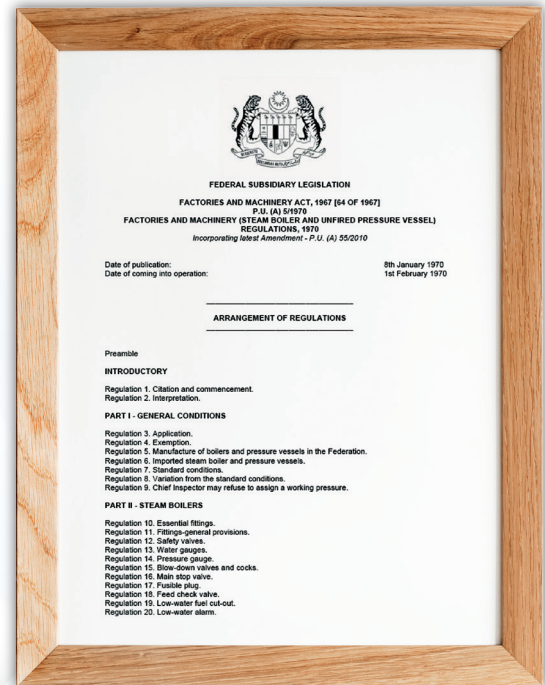 FEDERAL SUBSIDIARY LEGISLATION
FACTORIES AND MACHINERY ACT, 1967 [64 OF 1967]
P.U. (A) 5/1970
FACTORIES AND MACHINERY (STEAM BOILER AND UNFIRED PRESSURE VESSEL)
REGULATIONS, 1970
Incorporating latest Amendment - P.U. (A) 55/2010
Date of publication: 8th January 1970
Date of coming into operation: 1st February 1970
ARRANGEMENT OF REGULATIONS
Preamble
INTRODUCTORY
Regulation 1. Citation and commencement.
Regulation 2. Interpretation.
PART I - GENERAL CONDITIONS
Regulation 3. Application.
Regulation 4. Exemption.
Regulation 5. Manufacture of boilers and pressure vessels in the Federation.
Regulation 6. Imported steam boiler and pressure vessels.
Regulation 7. Standard conditions.
Regulation 8. Variation from the standard conditions.
Regulation 9. Chief Inspector may refuse to assign a working pressure.
PART II - STEAM BOILERS
Regulation 10. Essential fittings.
Regulation 11. Fittings-general provisions.
Regulation 12. Safety valves.
Regulation 13. Water gauges.
Regulation 14. Pressure gauge.
Regulation 15. Blow-down valves and cocks.
Regulation 16. Main stop valve.
Regulation 17. Fusible plug.
Regulation 18. Feed check valve.
Regulation 19. Low-water fuel cut-out.
Regulation 20. Low-water alarm.